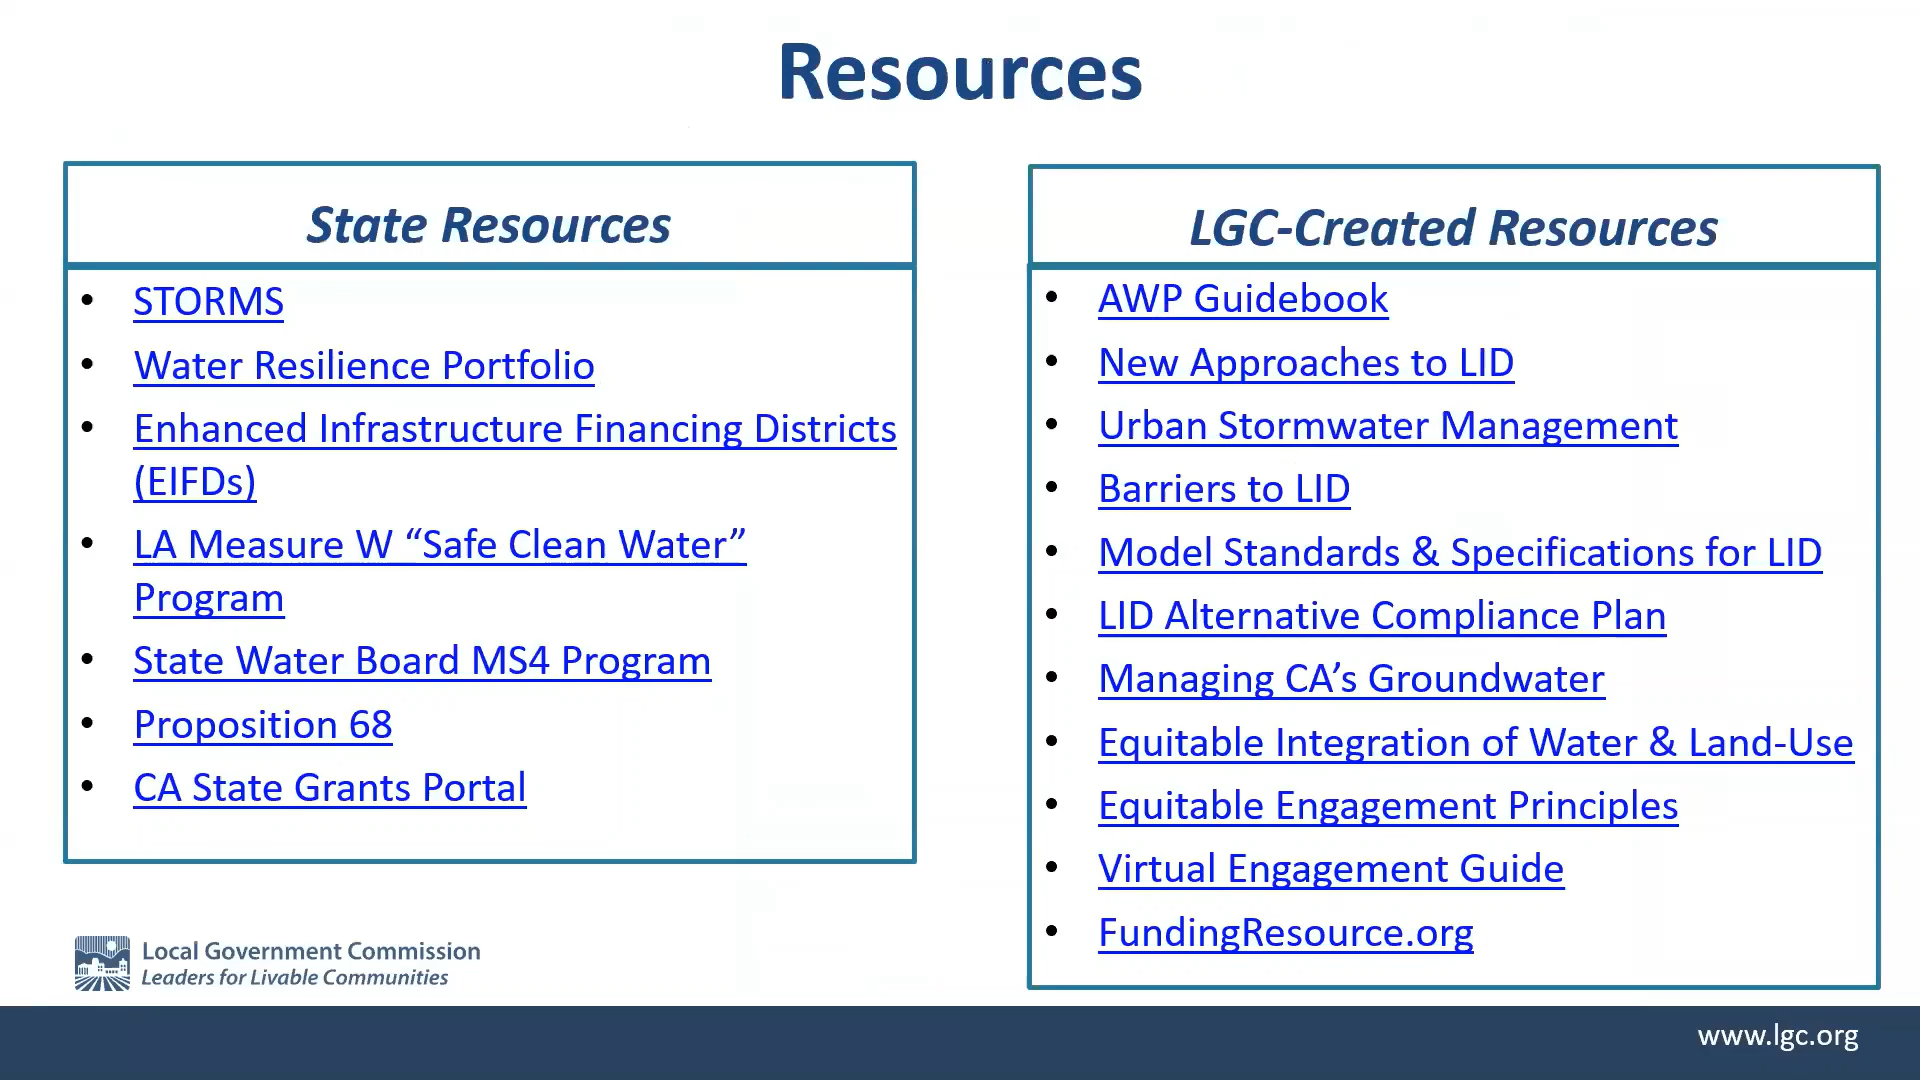 Resources
State Resources
• STORMS
• Water Resilience Portfolio
• Enhanced Infrastructure Financing Districts
(EIFDs)
• LA Measure W “Safe Clean Water”
Program
• State Water Board MS4 Program
• Proposition 68
• CA State Grants Portal
LGC-Created Resources
• AWP Guidebook
• New Approaches to LID
• Urban Stormwater Management
• Barriers to LID
• Model Standards & Specifications for LID
• LID Alternative Compliance Plan
• Managing CA’s Groundwater
• Equitable Integration of Water & Land-Use
• Equitable Engagement Principles
• Virtual Engagement Guide
• FundingResource.org
Local Government Commission
Leaders for Livable Communities
www.lgc.org